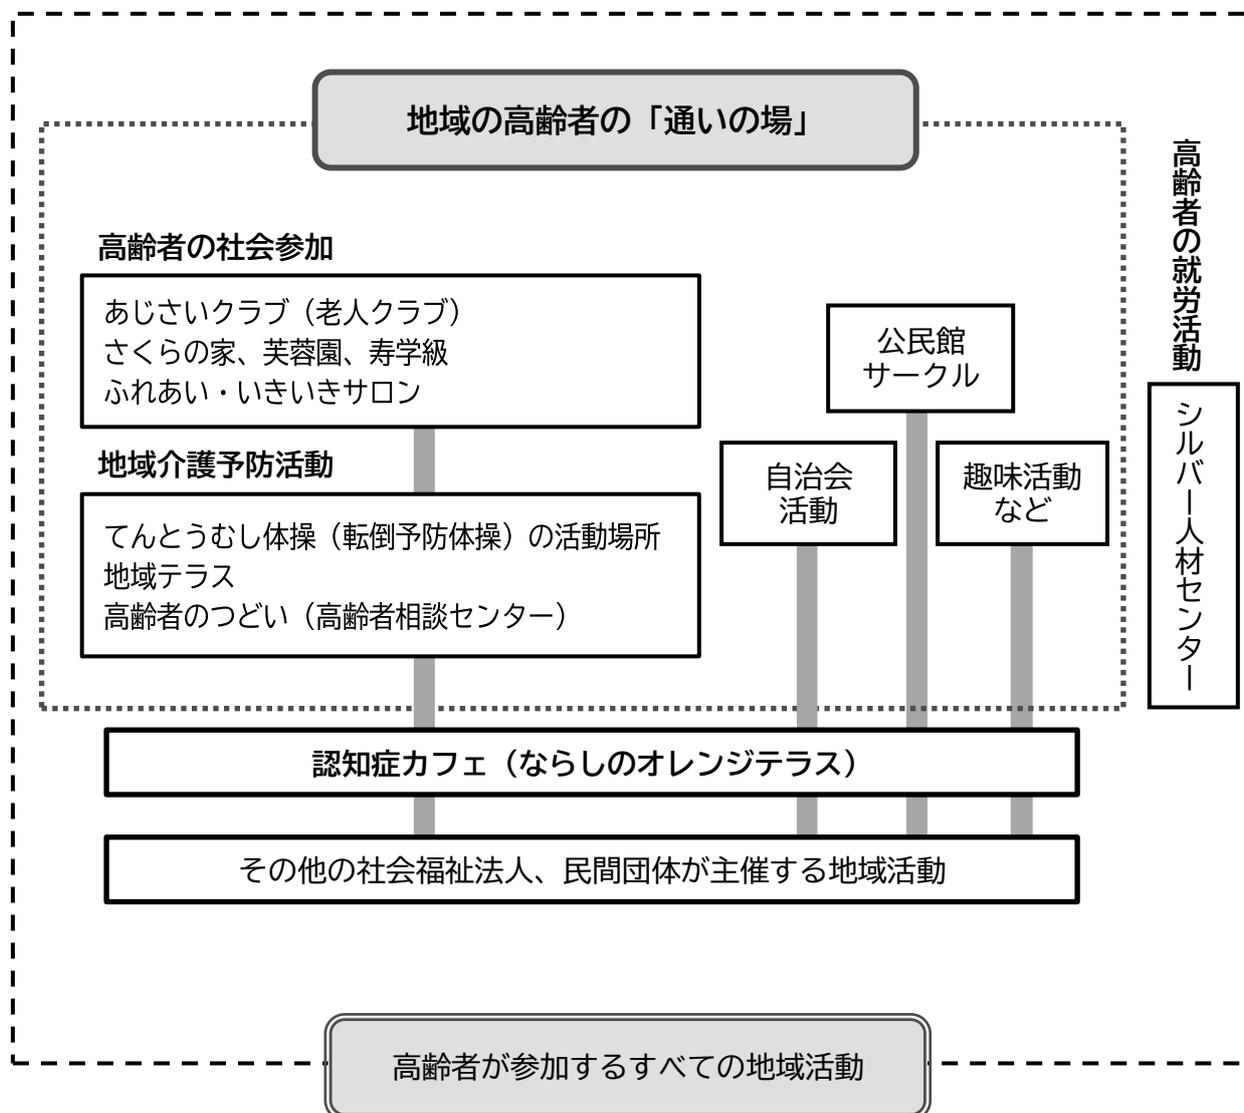 地域の高齢者の「通いの場」
高齢者の社会参加
あじさいクラブ（老人クラブ）
さくらの家、芙蓉園、寿学級
ふれあい・いきいきサロン
地域介護予防活動
てんとうむし体操（転倒予防体操）の活動場所
地域テラス
高齢者のつどい（高齢者相談センター）
公民館
サークル
自治会
活動
趣味活動
など
高齢者の就労活動
シルバー人材センター
認知症カフェ（ならしのオレンジテラス）
その他の社会福祉法人、民間団体が主催する地域活動
高齢者が参加するすべての地域活動